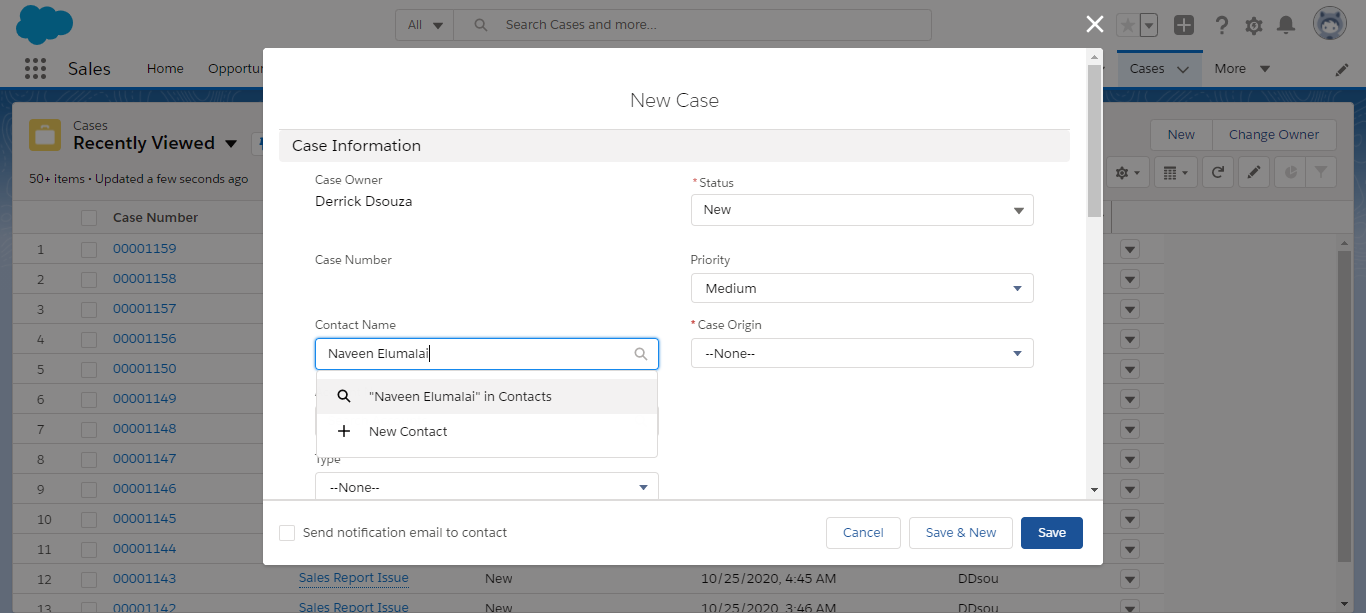 All
Search Cases and more...
Sales
Home
Opportun
Cases
More
Cases
Recently Viewed
50+ items • Updated a few seconds ago
New
Change Owner
Case Number
1
00001159
2
00001158
3
00001157
4
00001156
5
00001150
6
00001149
7
00001148
8
00001147
9
00001146
10
00001145
11
00001144
12
00001143
Sales Report Issue
New
10/25/2020, 4:45 AM
DDsou
13
00001142
Sales Report Issue
New
10/25/2020, 3:46 AM
DDsou
New Case
Case Information
Case Owner
Derrick Dsouza
*Status
New
Case Number
Priority
Medium
Contact Name
Naveen Elumalai
*Case Origin
--None--
"Naveen Elumalai" in Contacts
New Contact
Type
--None--
Send notification email to contact
Cancel
Save & New
Save